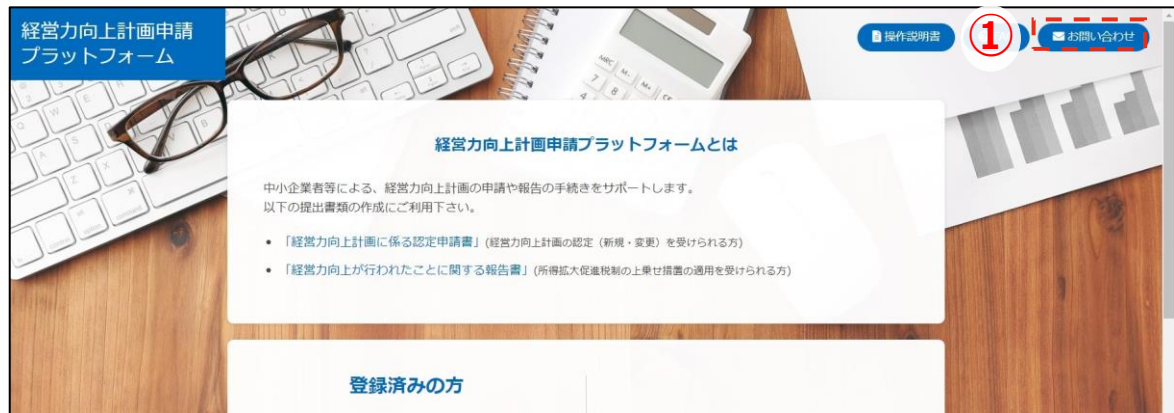 経営力向上計画申請
プラットフォーム
操作説明書
①
お問い合わせ
経営力向上計画申請プラットフォームとは
中小企業者等による、経営力向上計画の申請や報告の手続きをサポートします。
以下の提出書類の作成にご利用下さい。
• 「経営力向上計画に係る認定申請書」(経営力向上計画の認定（新規・変更）を受けられる方)
• 「経営力向上が行われたことに関する報告書」(所得拡大促進税制の上乗せ措置の適用を受けられる方)
登録済みの方